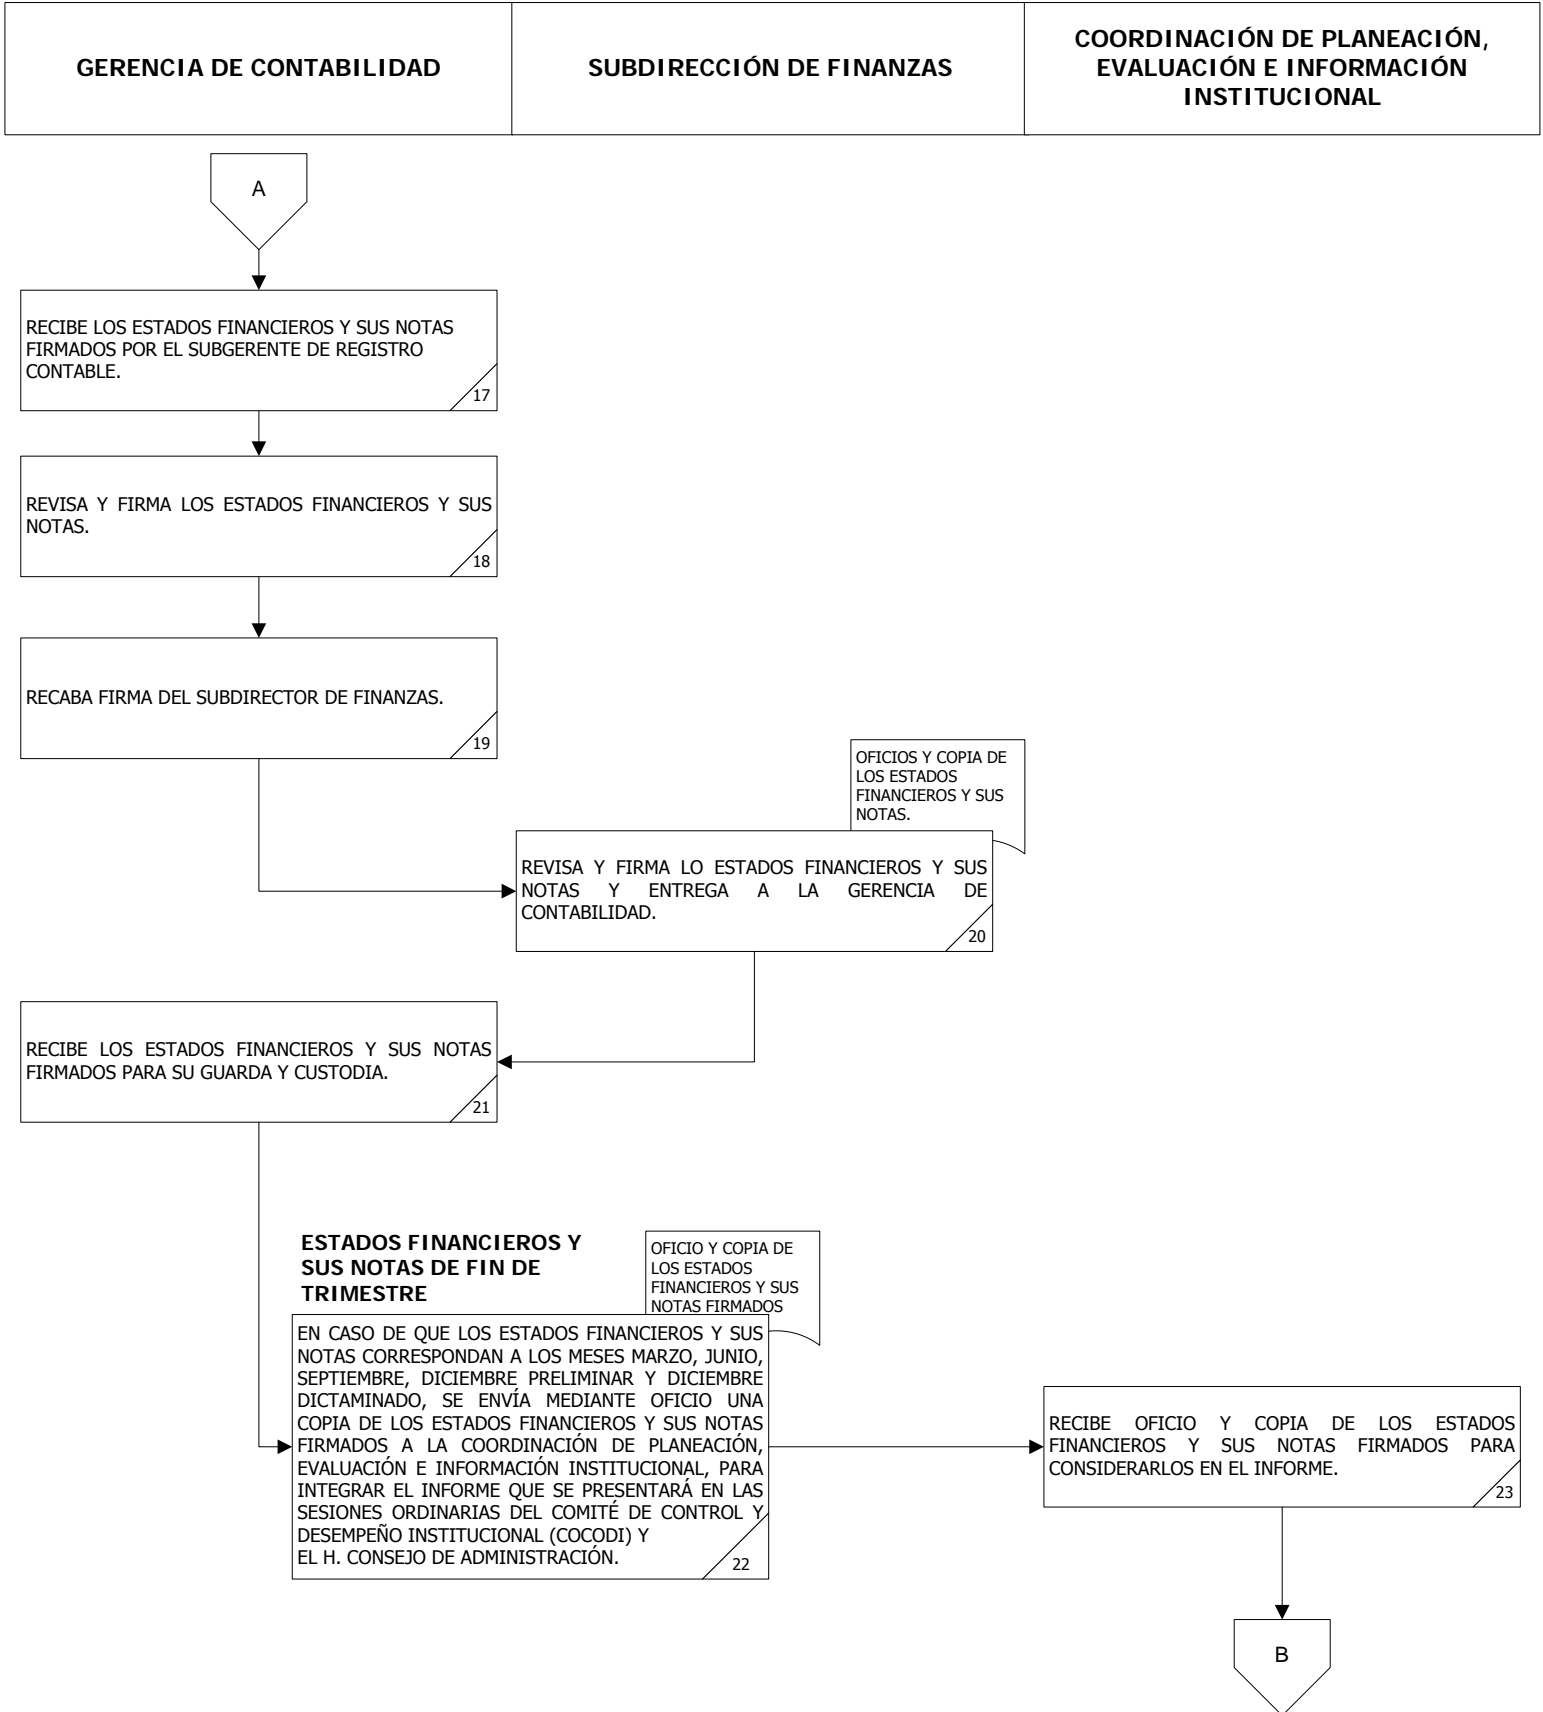 GERENCIA DE CONTABILIDAD
SUBDIRECCIÓN DE FINANZAS
COORDINACIÓN DE PLANEACIÓN,
EVALUACIÓN E INFORMACIÓN
INSTITUCIONAL
A
RECIBE LOS ESTADOS FINANCIEROS Y SUS NOTAS
FIRMADOS POR EL SUBGERENTE DE REGISTRO
CONTABLE.
17
REVISA Y FIRMA LOS ESTADOS FINANCIEROS Y SUS
NOTAS.
18
RECABA FIRMA DEL SUBDIRECTOR DE FINANZAS.
19
OFICIOS Y COPIA DE
LOS ESTADOS
FINANCIEROS Y SUS
NOTAS.
REVISA Y FIRMA LO ESTADOS FINANCIEROS Y SUS
NOTAS Y ENTREGA A LA GERENCIA DE
CONTABILIDAD.
20
RECIBE LOS ESTADOS FINANCIEROS Y SUS NOTAS
FIRMADOS PARA SU GUARDA Y CUSTODIA.
21
ESTADOS FINANCIEROS Y
SUS NOTAS DE FIN DE
TRIMESTRE
OFICIO Y COPIA DE
LOS ESTADOS
FINANCIEROS Y SUS
NOTAS FIRMADOS
EN CASO DE QUE LOS ESTADOS FINANCIEROS Y SUS
NOTAS CORRESPONDAN A LOS MESES MARZO, JUNIO,
SEPTIEMBRE, DICIEMBRE PRELIMINAR Y DICIEMBRE
DICTAMINADO, SE ENVÍA MEDIANTE OFICIO UNA
COPIA DE LOS ESTADOS FINANCIEROS Y SUS NOTAS
FIRMADOS A LA COORDINACIÓN DE PLANEACIÓN,
EVALUACIÓN E INFORMACIÓN INSTITUCIONAL, PARA
INTEGRAR EL INFORME QUE SE PRESENTARÁ EN LAS
SESIONES ORDINARIAS DEL COMITÉ DE CONTROL Y
DESEMPEÑO INSTITUCIONAL (COCODI) Y
EL H. CONSEJO DE ADMINISTRACIÓN.
22
RECIBE OFICIO Y COPIA DE LOS ESTADOS
FINANCIEROS Y SUS NOTAS FIRMADOS PARA
CONSIDERARLOS EN EL INFORME.
23
B